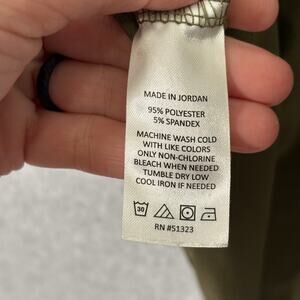 MADE IN JORDAN
95% POLYESTER
5% SPANDEX
MACHINE WASH COLD
WITH LIKE COLORS
ONLY NON-CHLORINE
BLEACH WHEN NEEDED
TUMBLE DRY LOW
COOL IRON IF NEEDED
30
RN #51323